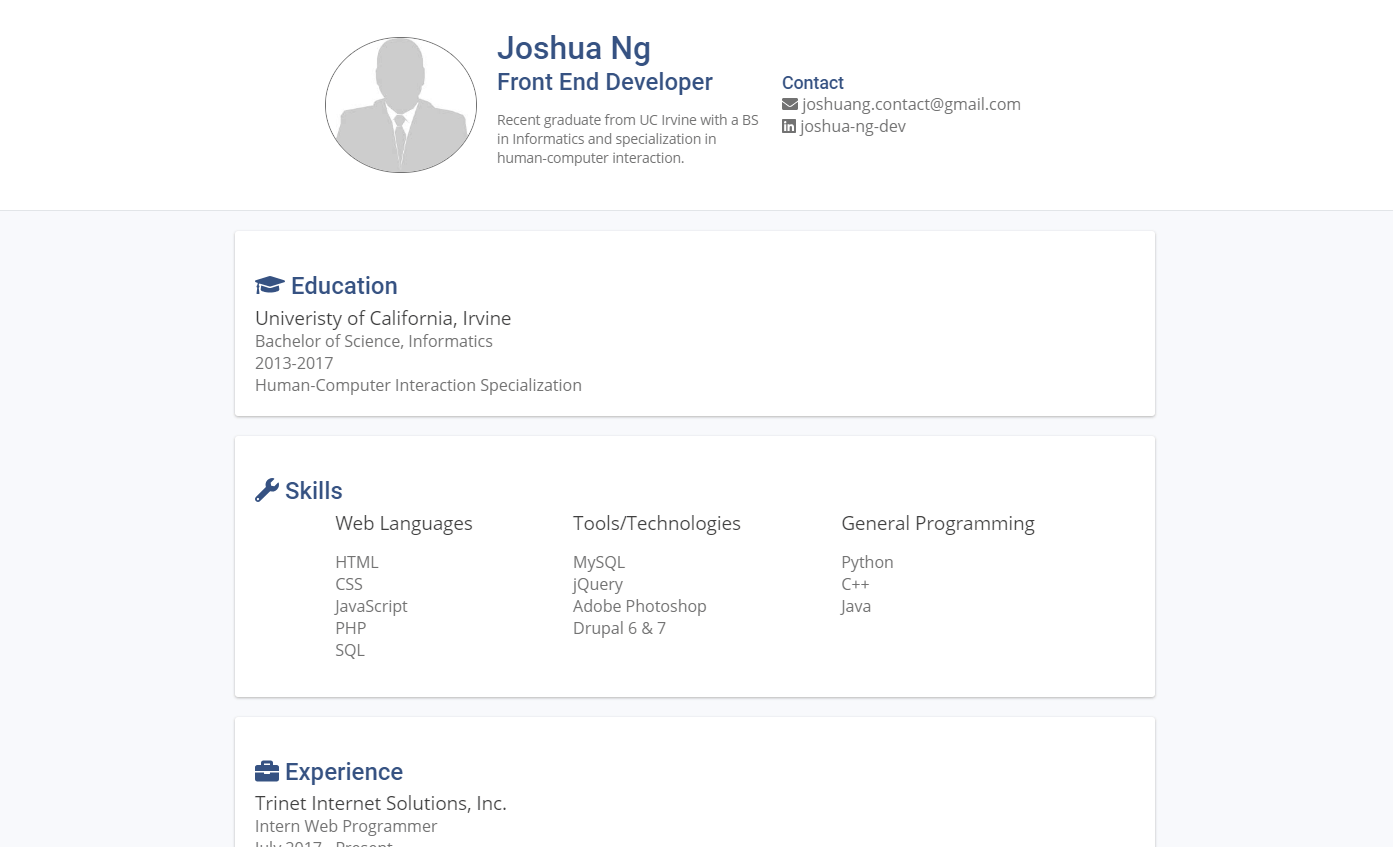 Joshua Ng
Front End Developer
Recent graduate from UC Irvine with a BS
in Informatics and specialization in
human-computer interaction.
Contact
joshuang.contact@gmail.com
joshua-ng-dev
Education
Univeristy of California, Irvine
Bachelor of Science, Informatics
2013-2017
Human-Computer Interaction Specialization
Skills
Web Languages
HTML
CSS
JavaScript
PHP
SQL
Tools/Technologies
MySQL
jQuery
Adobe Photoshop
Drupal 6 & 7
General Programming
Python
C++
Java
Experience
Trinet Internet Solutions, Inc.
Intern Web Programmer
July 2017 - Present